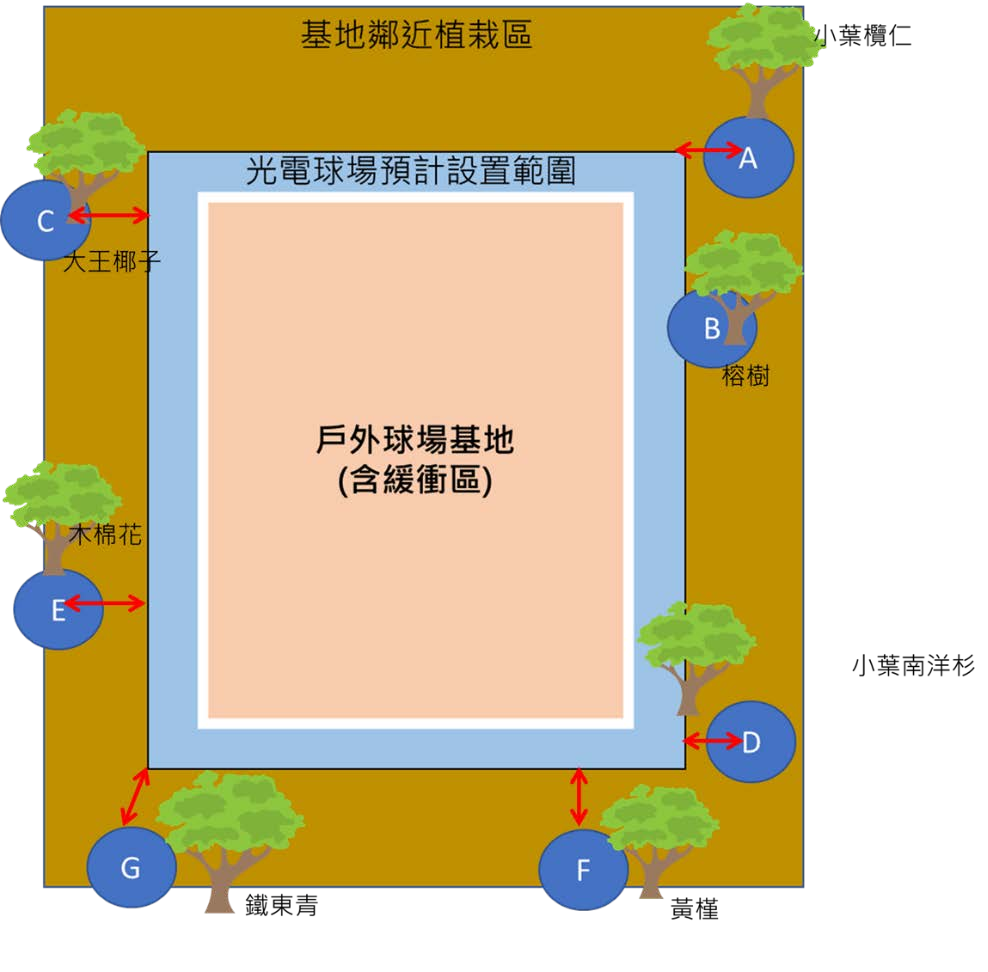 基地鄰近植栽區
小葉欖仁
光電球場預計設置範圍
A
C
大王椰子
B
榕樹
戶外球場基地
(含緩衝區)
木棉花
E
小葉南洋杉
D
G
F
鐵東青
黃槿